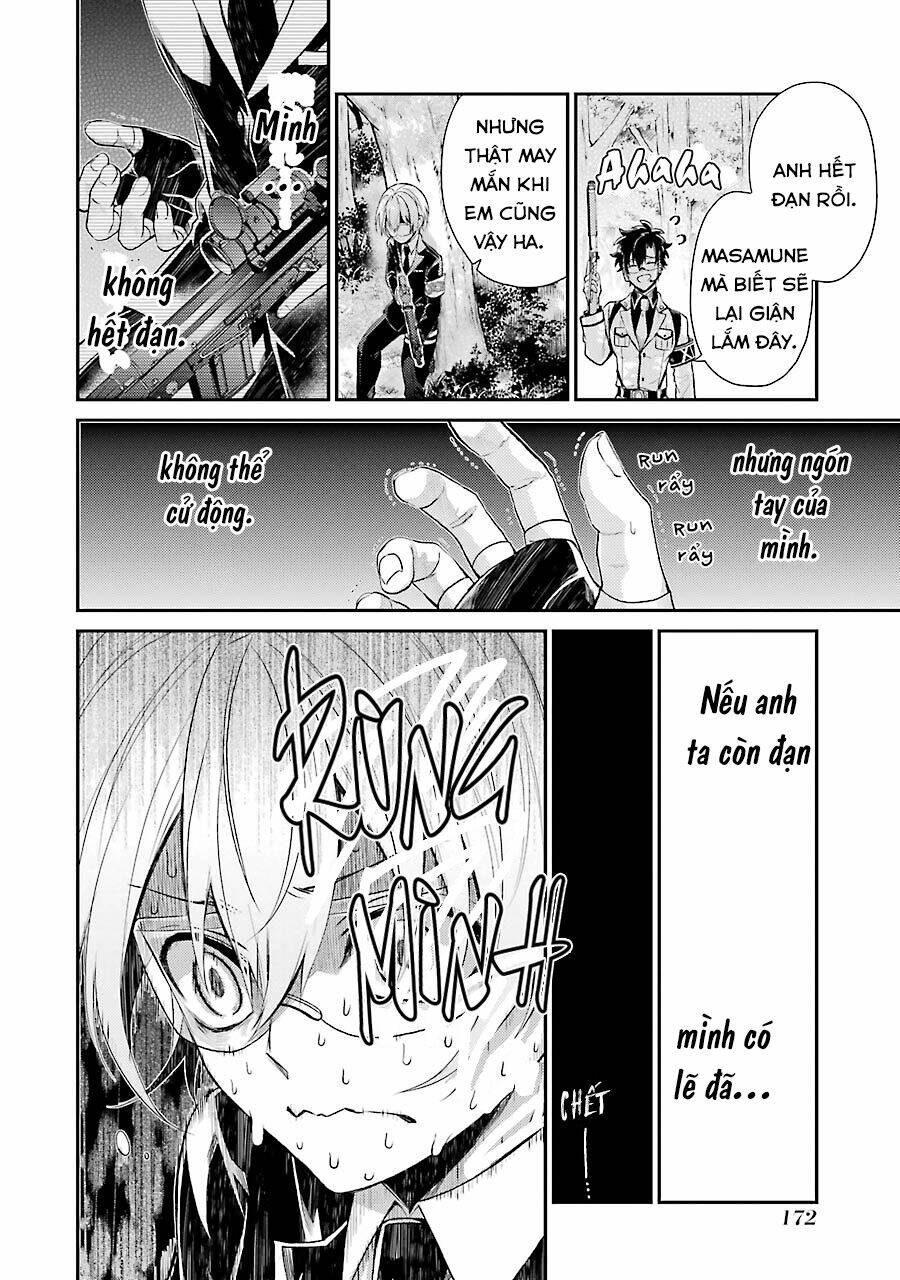 ANH HẾT
ĐẠN RỒI.
MASAMUNE
MÀ BIẾT SẼ
LẠI GIẬN
LẮM ĐÂY.
Ahaha
NHƯNG
THẬT MAY
MẮN KHI
EM CŨNG
VẬY HA.
Mình
không
hết đạn.
nhưng ngón
tay của
mình.
Run
rẩy
Run
rẩy
không thể
cử động.
Nếu anh
ta còn đạn
mình có
lẽ đã...
CHẾT
......
RÙNG
MÌNH
172